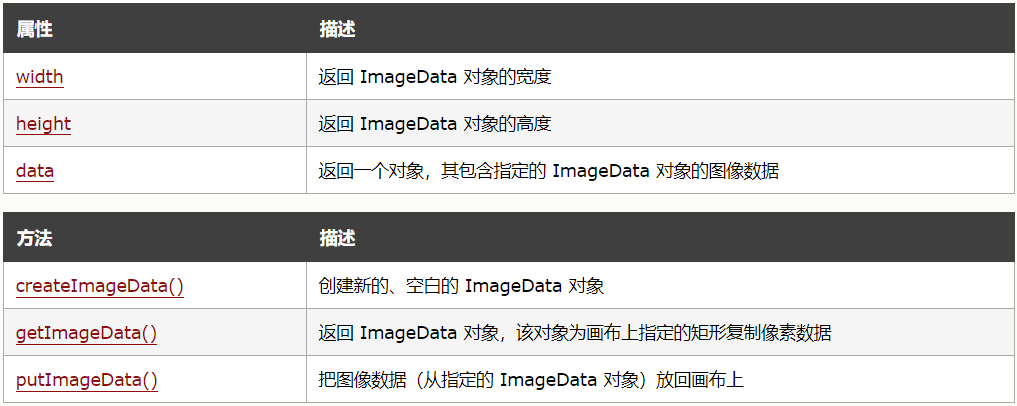 属性 描述
width 返回 ImageData 对象的宽度
height 返回 ImageData 对象的高度
data 返回一个对象，其包含指定的 ImageData 对象的图像数据
方法 描述
createImageData() 创建新的、空白的 ImageData 对象
getImageData() 返回 ImageData 对象，该对象为画布上指定的矩形复制像素数据
putImageData() 把图像数据（从指定的 ImageData 对象）放回画布上